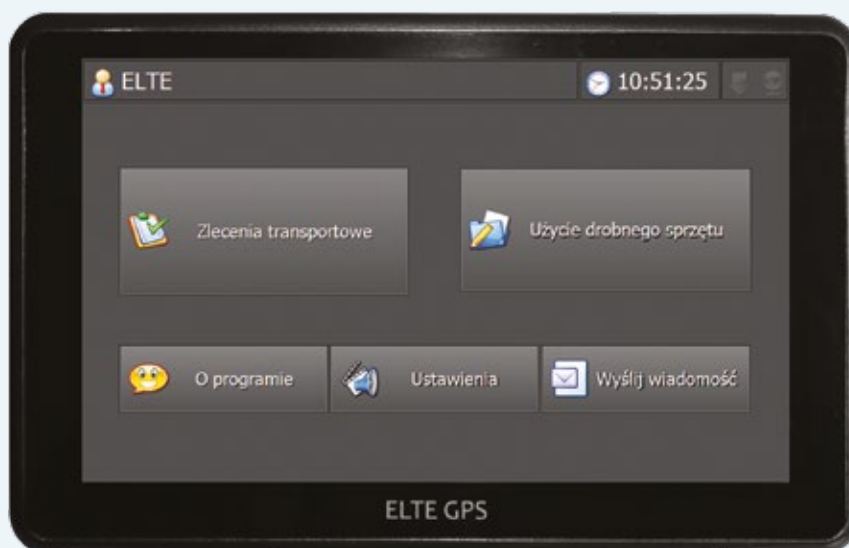 ELTE
10:51:25
Zlecenia transportowe
Użycie drobnego sprzętu
O programie
Ustawienia
Wyślij wiadomość
ELTE GPS